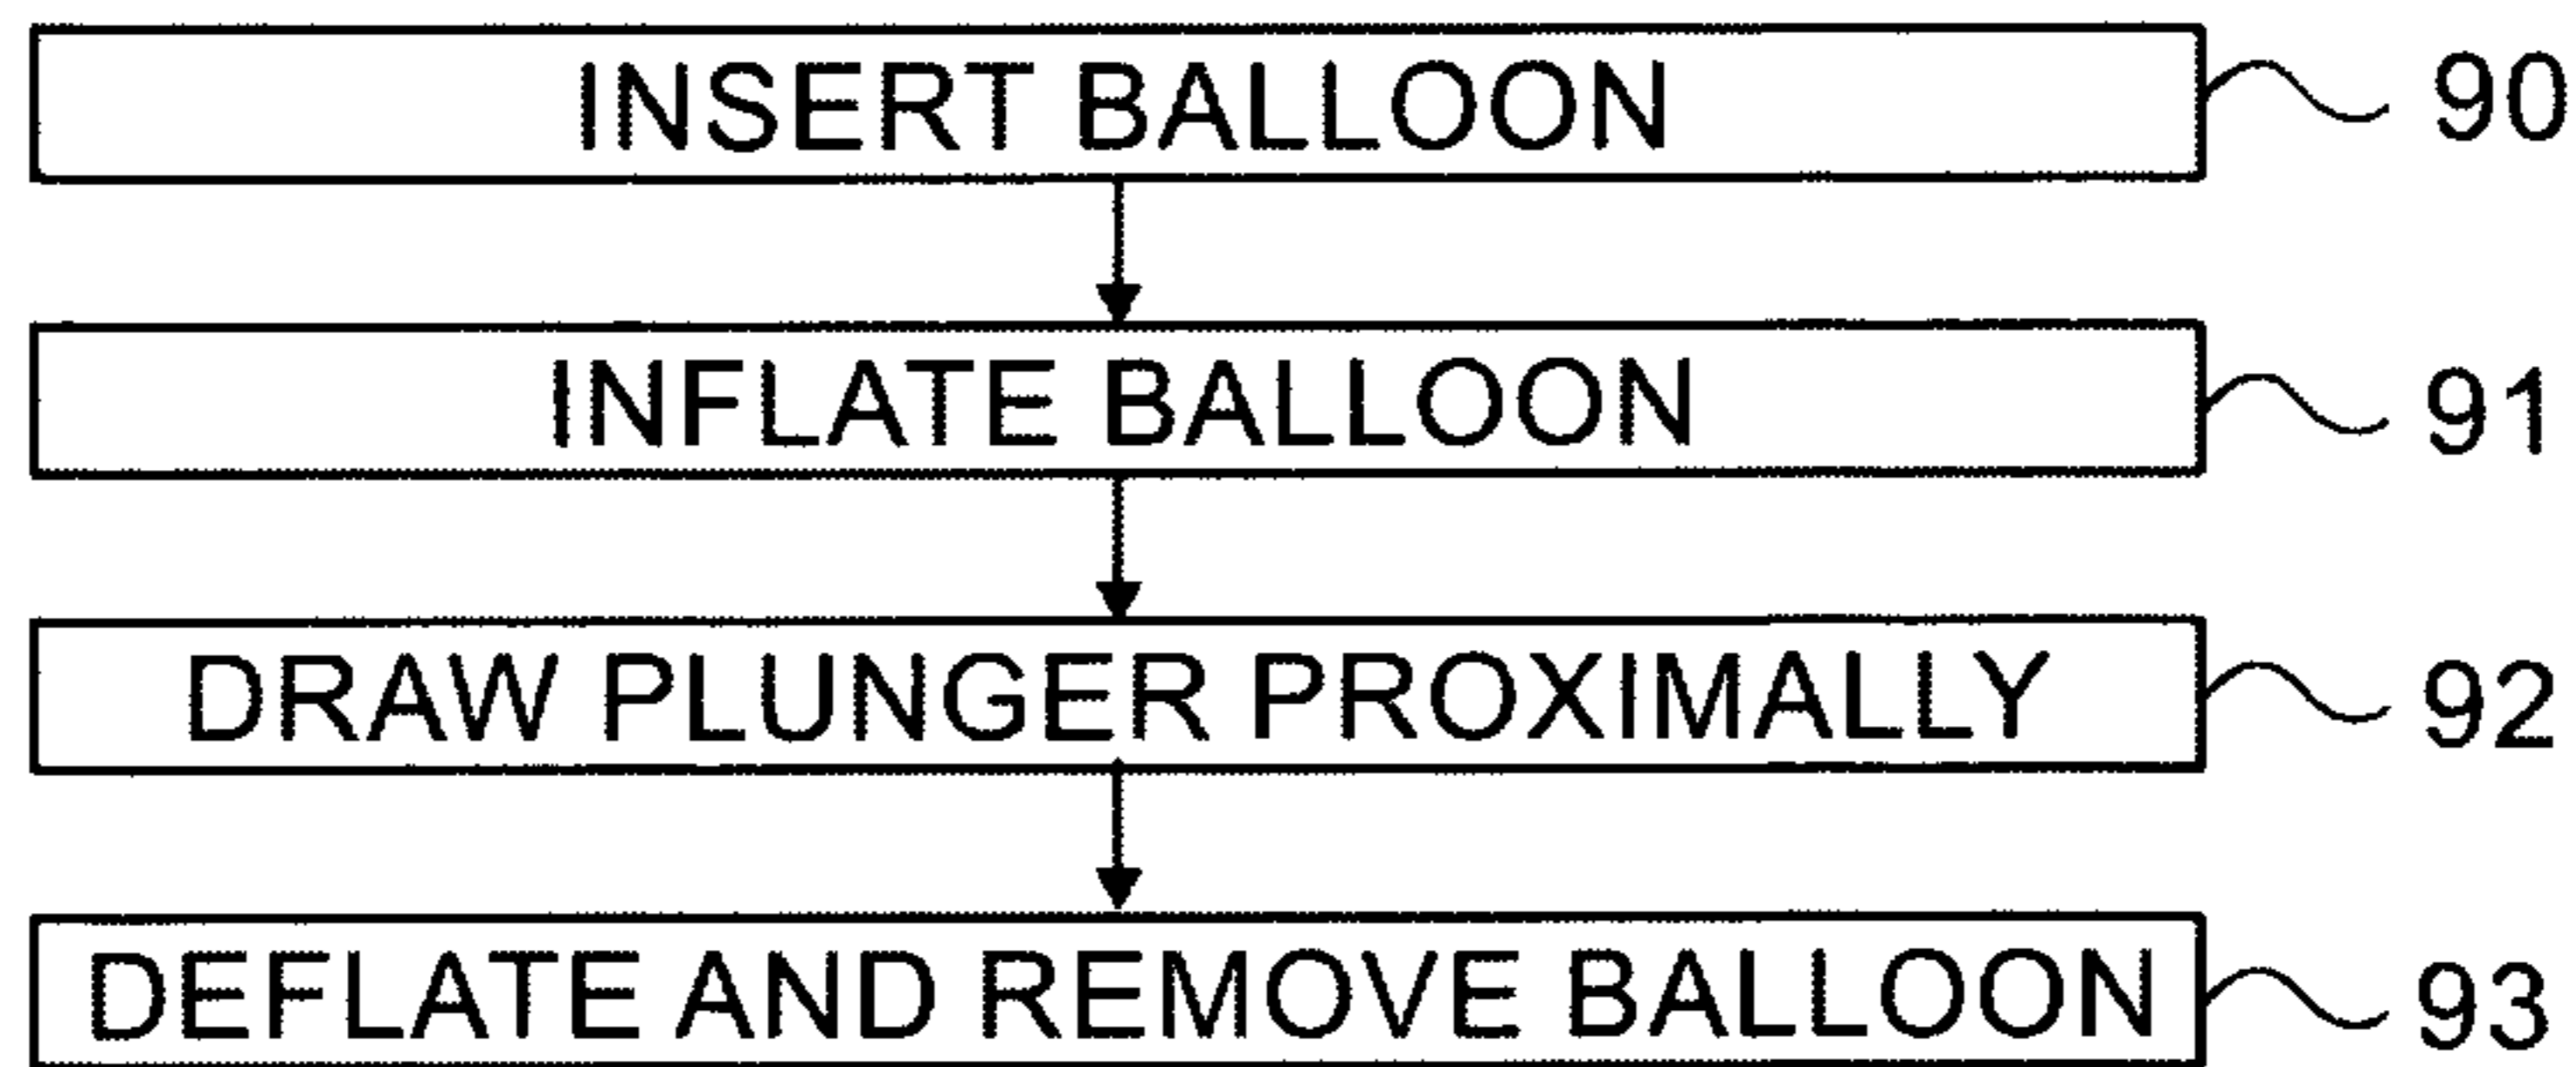 INSERT BALLOON 90
INFLATE BALLOON 91
DRAW PLUNGER PROXIMALLY 92
DEFLATE AND REMOVE BALLOON 93